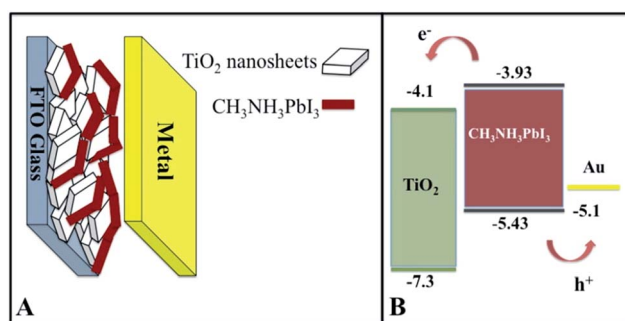 A
FTO Glass
Metal
TiO₂ nanosheets
CH₃NH₃PbI₃
B
e⁻
-4.1
-3.93
CH₃NH₃PbI₃
TiO₂
Au
-5.1
-5.43
-7.3
h⁺